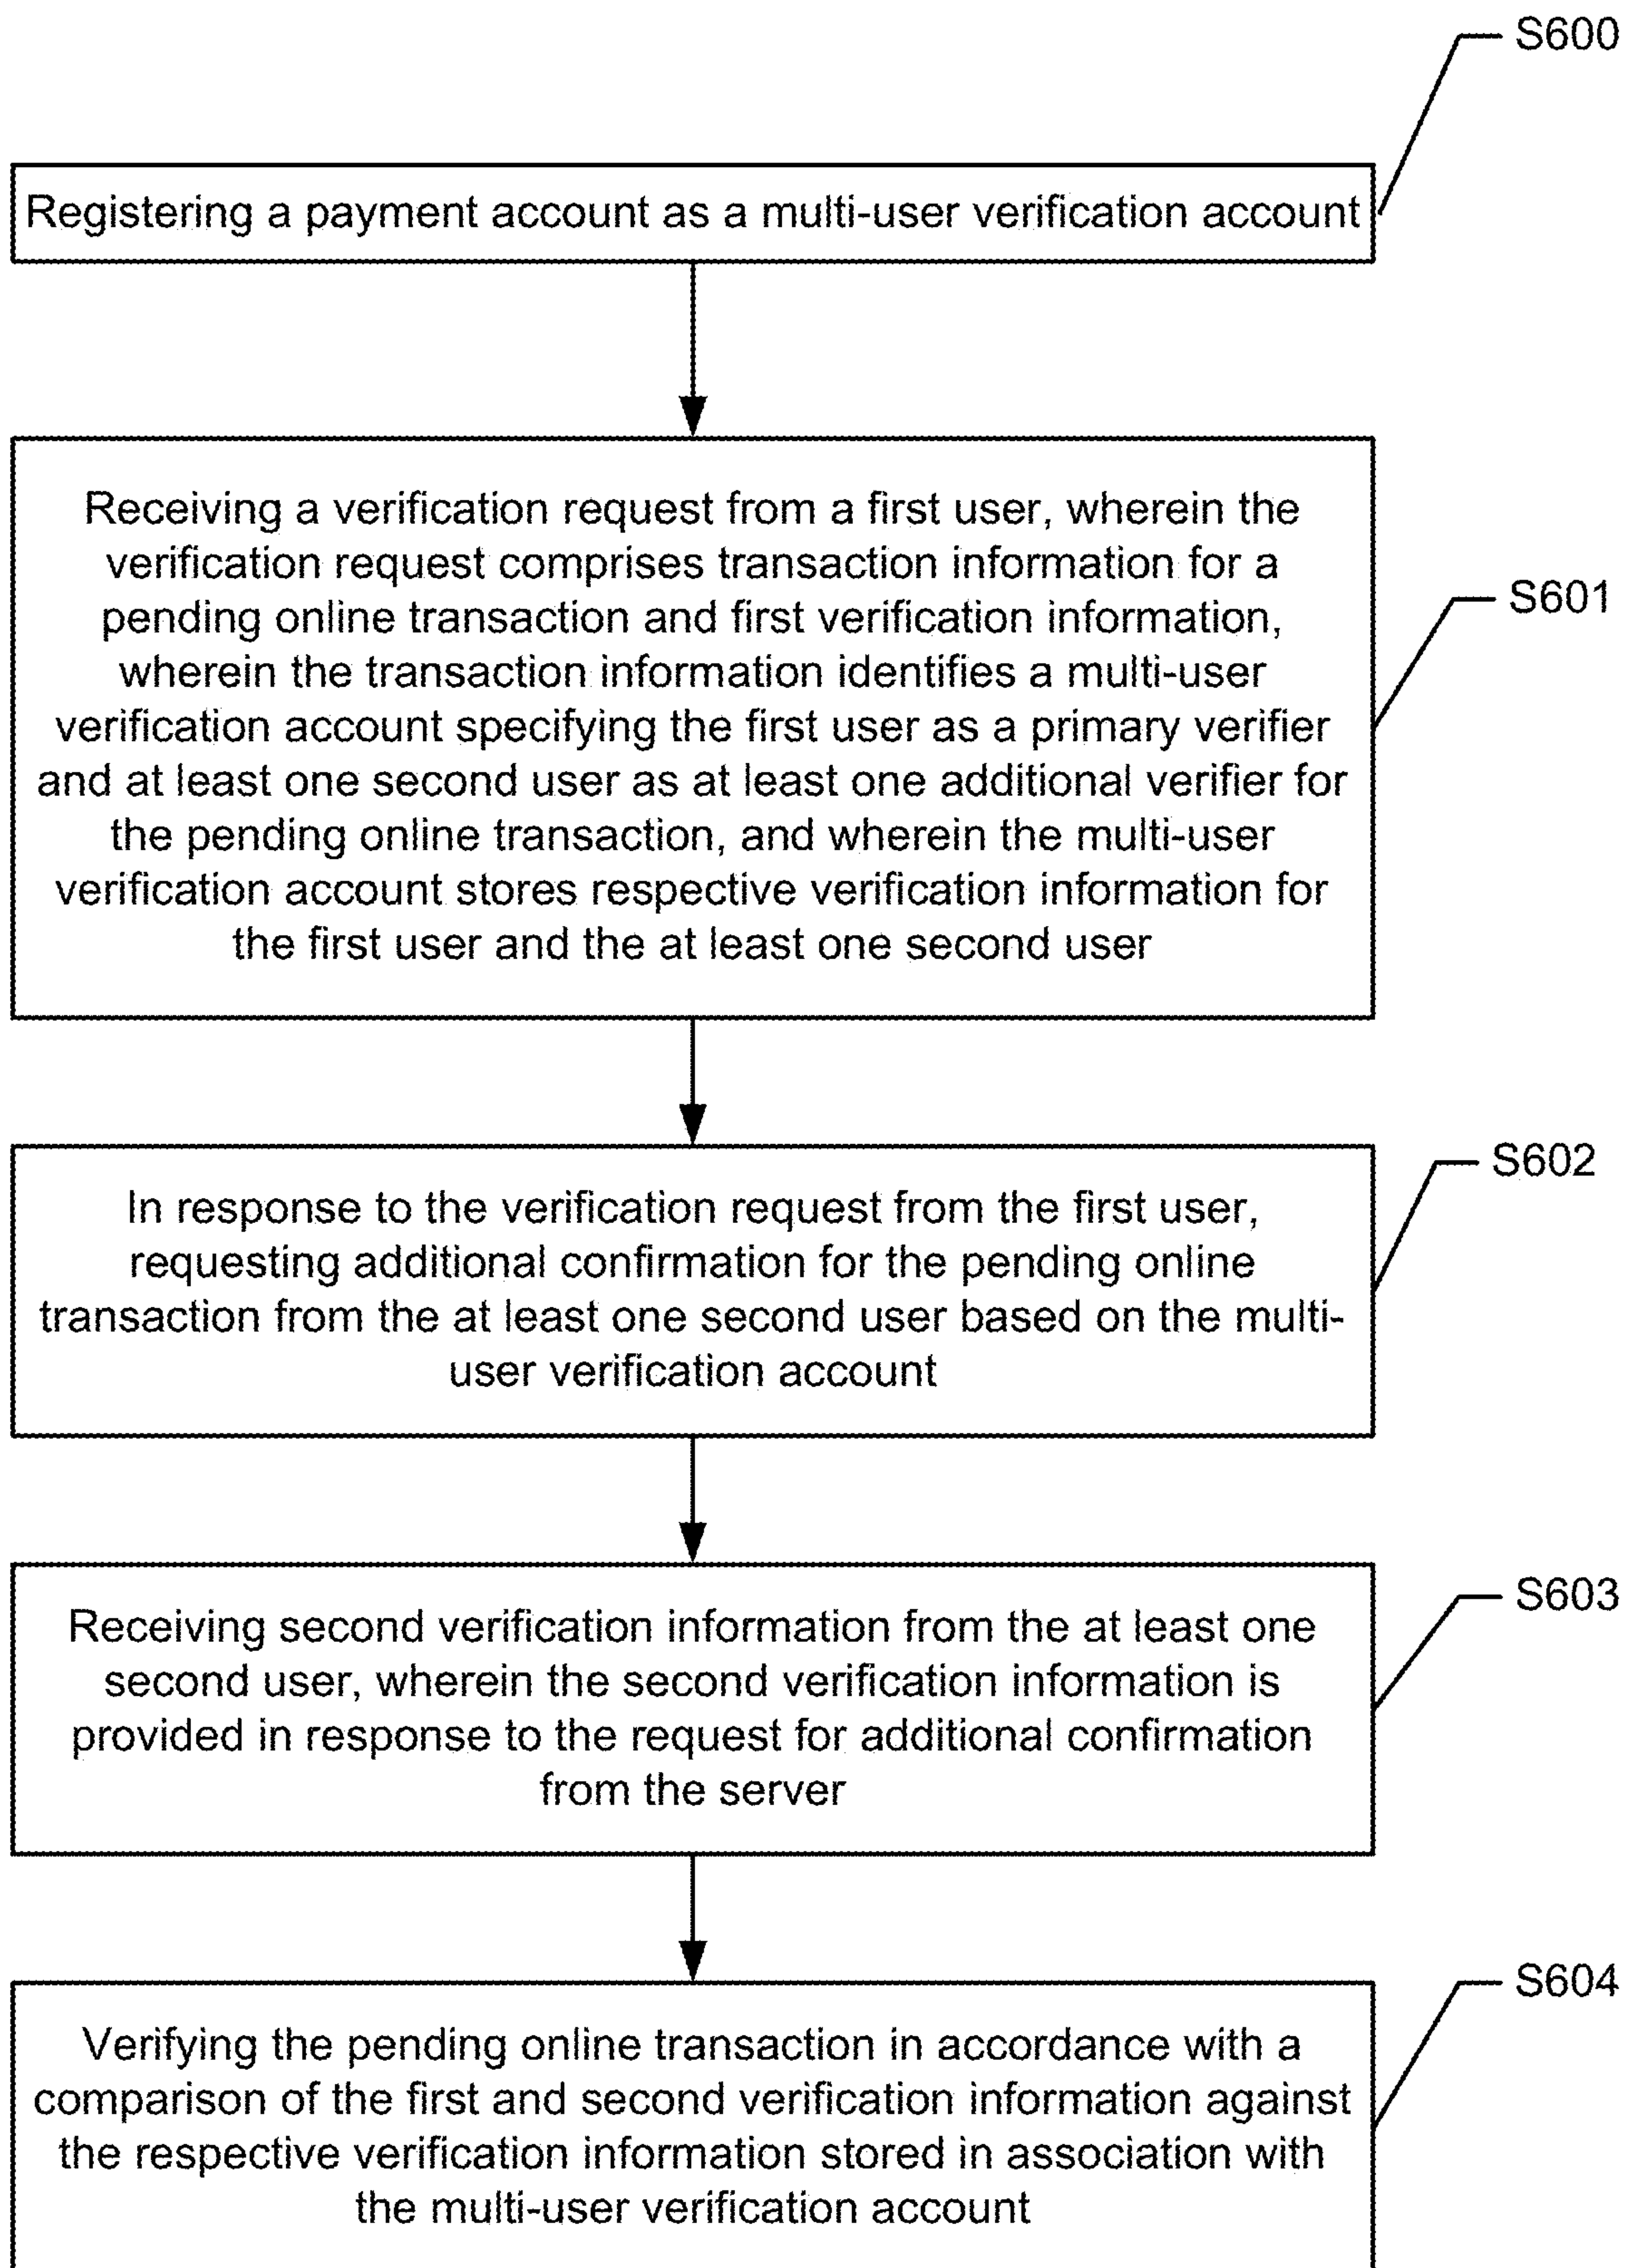 S600
Registering a payment account as a multi-user verification account
Receiving a verification request from a first user, wherein the
verification request comprises transaction information for a
pending online transaction and first verification information,
wherein the transaction information identifies a multi-user
verification account specifying the first user as a primary verifier
and at least one second user as at least one additional verifier for
the pending online transaction, and wherein the multi-user
verification account stores respective verification information for
the first user and the at least one second user
S601
In response to the verification request from the first user,
requesting additional confirmation for the pending online
transaction from the at least one second user based on the multi-
user verification account
S602
Receiving second verification information from the at least one
second user, wherein the second verification information is
provided in response to the request for additional confirmation
from the server
S603
Verifying the pending online transaction in accordance with a
comparison of the first and second verification information against
the respective verification information stored in association with
the multi-user verification account
S604